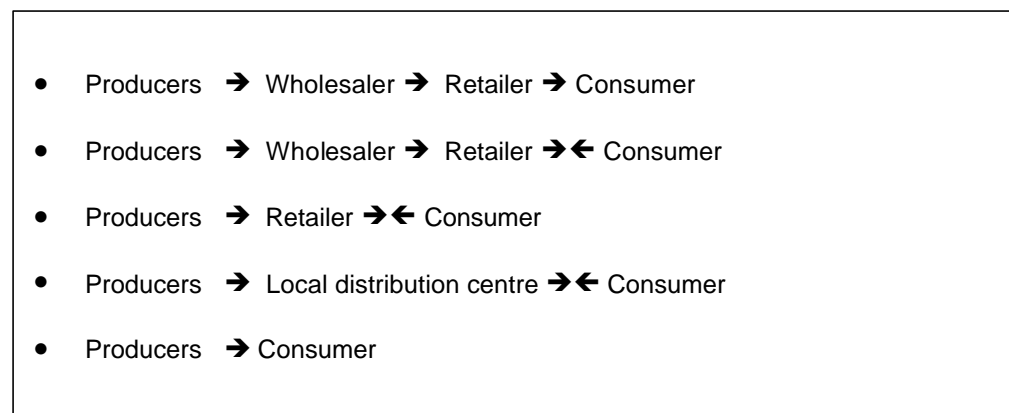 • Producers ➔ Wholesaler ➔ Retailer ➔ Consumer
• Producers ➔ Wholesaler ➔ Retailer ➔← Consumer
• Producers ➔ Retailer ➔← Consumer
• Producers ➔ Local distribution centre ➔← Consumer
• Producers ➔ Consumer